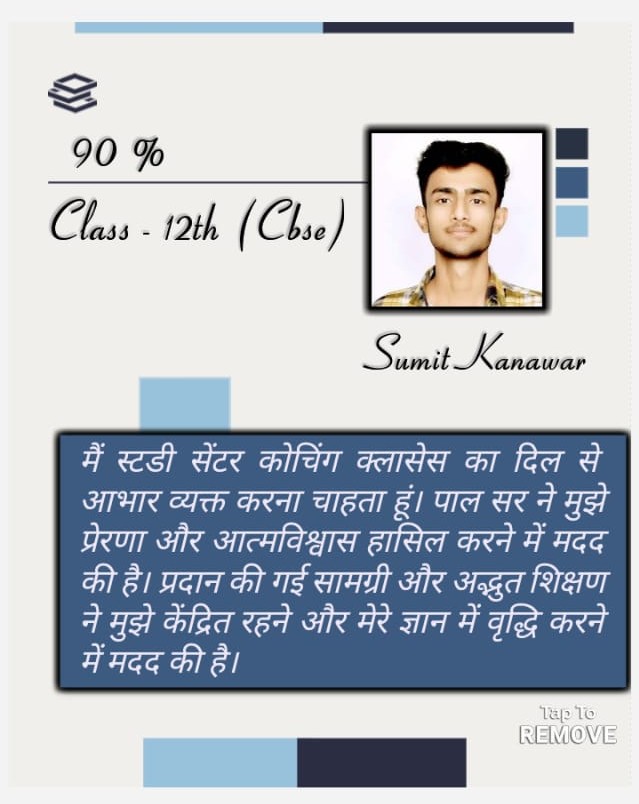 90 %
Class - 12th (Cbse)
Sumit Kanawar
मैं स्टडी सेंटर कोचिंग क्लासेस का दिल से
आभार व्यक्त करना चाहता हूं। पाल सर ने मुझे
प्रेरणा और आत्मविश्वास हासिल करने में मदद
की है। प्रदान की गई सामग्री और अद्भुत शिक्षण
ने मुझे केंद्रित रहने और मेरे ज्ञान में वृद्धि करने
में मदद की है।
Tap To
REMOVE